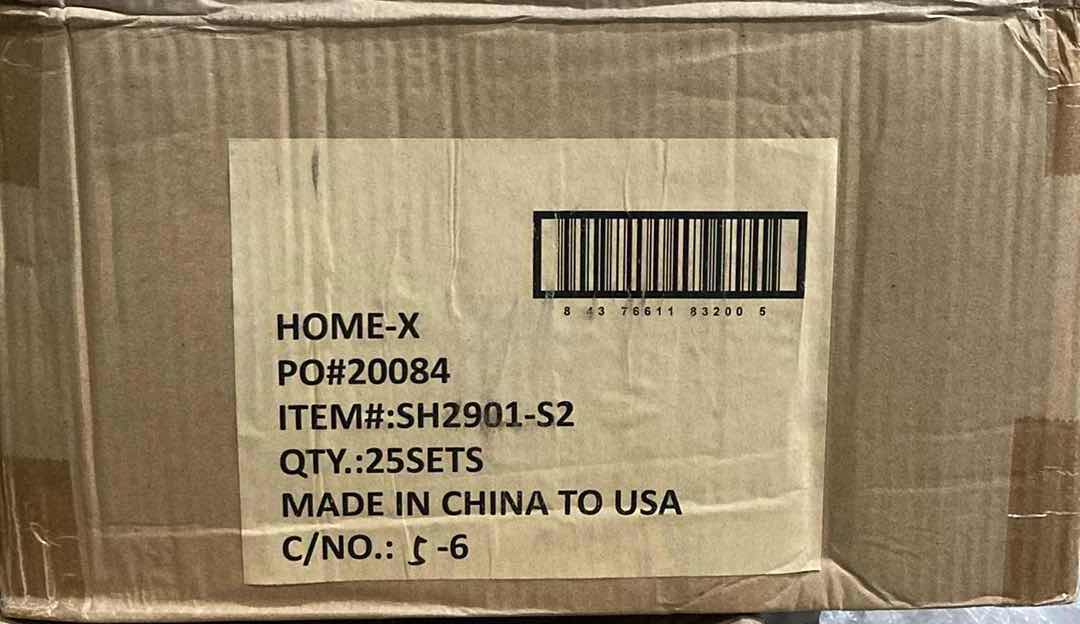 8 43 76611 83200 5
HOME-X
PO#20084
ITEM#:SH2901-S2
QTY.:25SETS
MADE IN CHINA TO USA
C/NO.: 5 -6